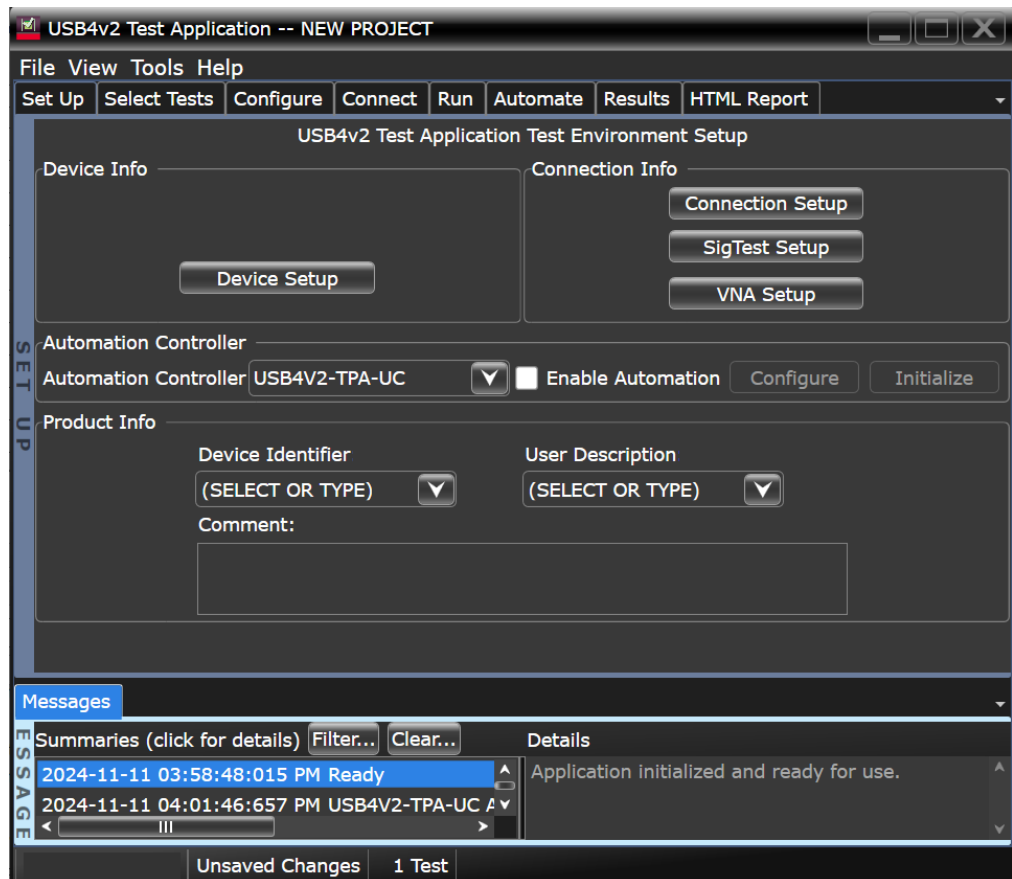 USB4v2 Test Application -- NEW PROJECT
File View Tools Help
Set Up Select Tests Configure Connect Run Automate Results HTML Report
USB4v2 Test Application Test Environment Setup
Device Info
Connection Info
Connection Setup
SigTest Setup
Device Setup
VNA Setup
SET UP
Automation Controller
Automation Controller USB4V2-TPA-UC Enable Automation Configure Initialize
Product Info
Device Identifier User Description
(SELECT OR TYPE) (SELECT OR TYPE)
Comment:
Messages
ESSAGE
Summaries (click for details) Filter... Clear... Details
2024-11-11 03:58:48:015 PM Ready
Application initialized and ready for use.
2024-11-11 04:01:46:657 PM USB4V2-TPA-UC A
Unsaved Changes 1 Test